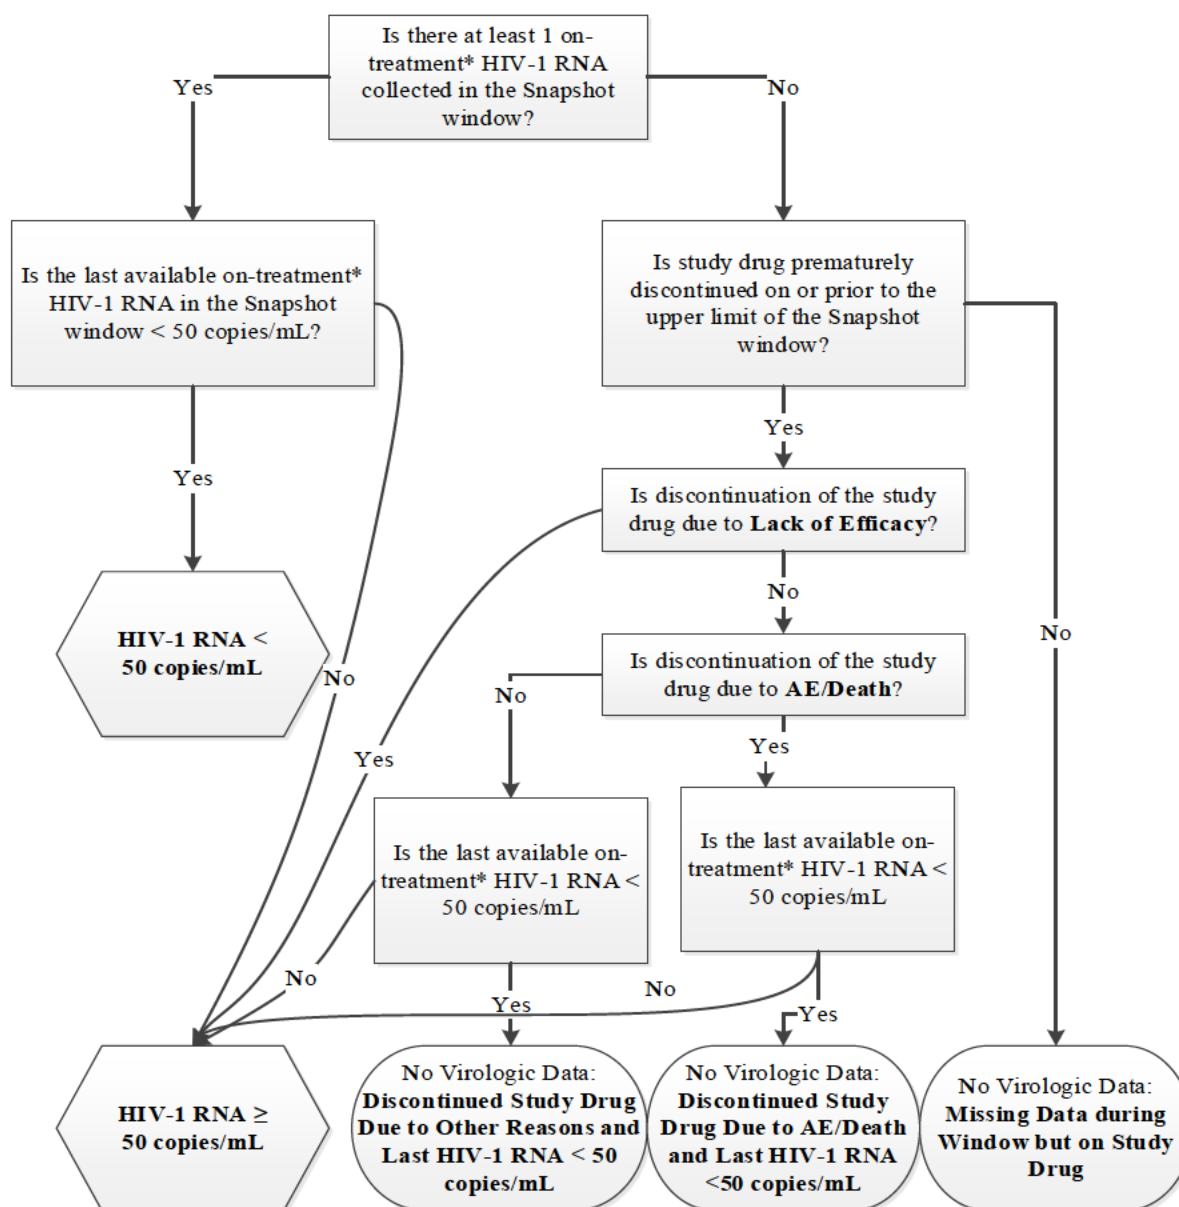 Is there at least 1 on-
treatment* HIV-1 RNA
collected in the Snapshot
window?
Yes
No
Is the last available on-treatment*
HIV-1 RNA in the Snapshot
window < 50 copies/mL?
Is study drug prematurely
discontinued on or prior to the
upper limit of the Snapshot
window?
Yes
Yes
Is discontinuation of the study
drug due to Lack of Efficacy?
No
HIV-1 RNA <
50 copies/mL
No
No
Is discontinuation of the study
drug due to AE/Death?
No
Yes
Yes
Is the last available on-
treatment* HIV-1 RNA <
50 copies/mL
Is the last available on-
treatment* HIV-1 RNA <
50 copies/mL
No
No
Yes
Yes
HIV-1 RNA ≥
50 copies/mL
No Virologic Data:
Discontinued Study Drug
Due to Other Reasons and
Last HIV-1 RNA < 50
copies/mL
No Virologic Data:
Discontinued Study
Drug Due to AE/Death
and Last HIV-1 RNA
<50 copies/mL
No Virologic Data:
Missing Data during
Window but on Study
Drug